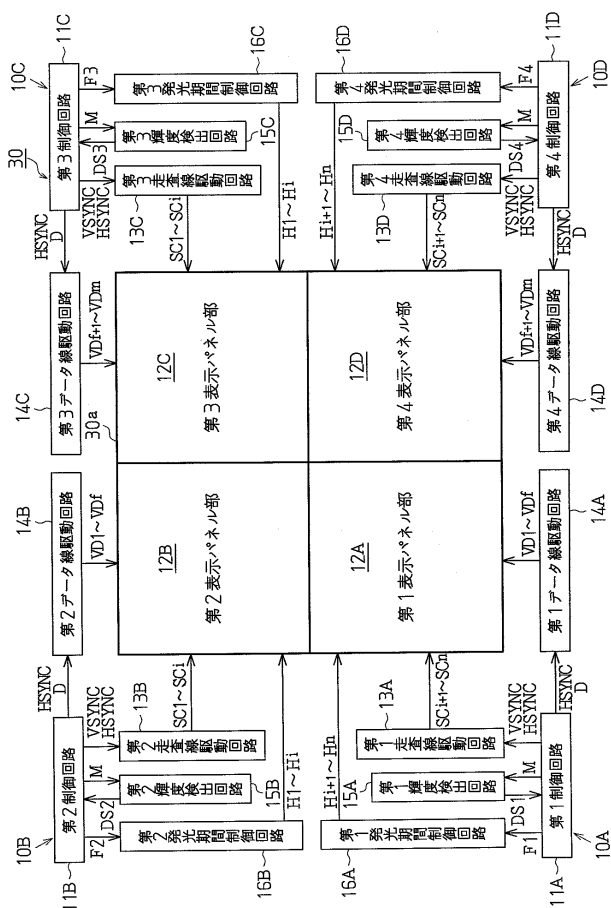 10B
11B
第2制御回路
HSYNC
D
F2
DS2
M
VSYNC
HSYNC
第2発光期間制御回路
16B
第2輝度検出回路
15B
第2走査線駆動回路
13B
SC1～SCi
H1～Hi
14B
第2データ線駆動回路
VD1～VDf
14C
第3データ線駆動回路
VDf+1～VDm
30a
30
10C
11C
第3制御回路
HSYNC
D
VSYNC
HSYNC
DS3
M
F3
第3走査線駆動回路
13C
第3輝度検出回路
15C
第3発光期間制御回路
16C
SC1～SCi
H1～Hi
12B
第2表示パネル部
12C
第3表示パネル部
12A
第1表示パネル部
12D
第4表示パネル部
Hi+1～Hn
SCi+1～SCn
16A
第1発光期間制御回路
15A
第1輝度検出回路
13A
第1走査線駆動回路
F1
DS1
M
VSYNC
HSYNC
第1制御回路
11A
10A
HSYNC
D
VD1～VDf
第1データ線駆動回路
14A
VDf+1～VDm
第4データ線駆動回路
14D
Hi+1～Hn
SCi+1～SCn
16D
第4発光期間制御回路
15D
第4輝度検出回路
13D
第4走査線駆動回路
VSYNC
HSYNC
DS4
M
F4
HSYNC
D
第4制御回路
11D
10D